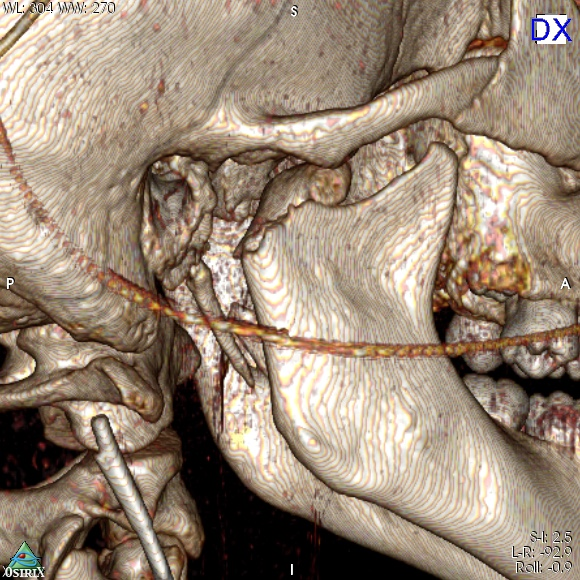 WL: 304 WW: 270
S
DX
P
A
S-I: 2.5
L-R: -92.9
Roll: -0.9
OSIRIX
I